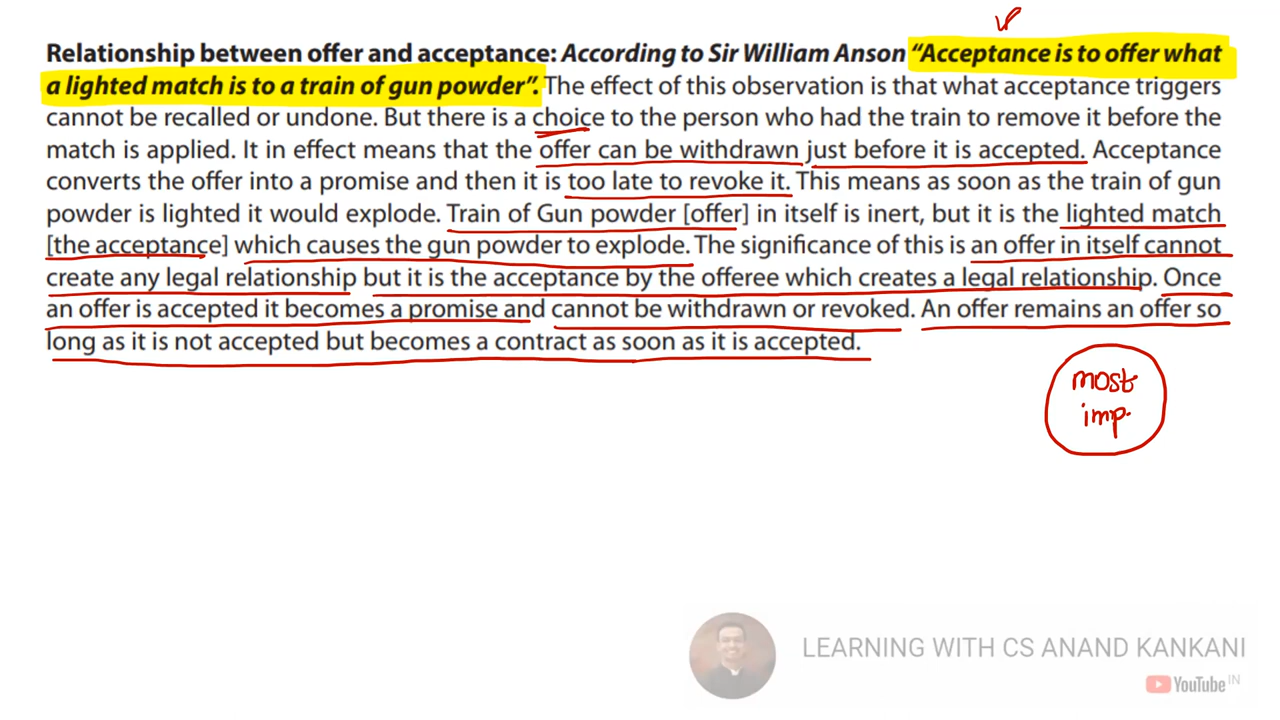 Relationship between offer and acceptance: According to Sir William Anson “Acceptance is to offer what
a lighted match is to a train of gun powder”. The effect of this observation is that what acceptance triggers
cannot be recalled or undone. But there is a choice to the person who had the train to remove it before the
match is applied. It in effect means that the offer can be withdrawn just before it is accepted. Acceptance
converts the offer into a promise and then it is too late to revoke it. This means as soon as the train of gun
powder is lighted it would explode. Train of Gun powder [offer] in itself is inert, but it is the lighted match
[the acceptance] which causes the gun powder to explode. The significance of this is an offer in itself cannot
create any legal relationship but it is the acceptance by the offeree which creates a legal relationship. Once
an offer is accepted it becomes a promise and cannot be withdrawn or revoked. An offer remains an offer so
long as it is not accepted but becomes a contract as soon as it is accepted.
most
imp.
LEARNING WITH CS ANAND KANKANI
YouTube IN